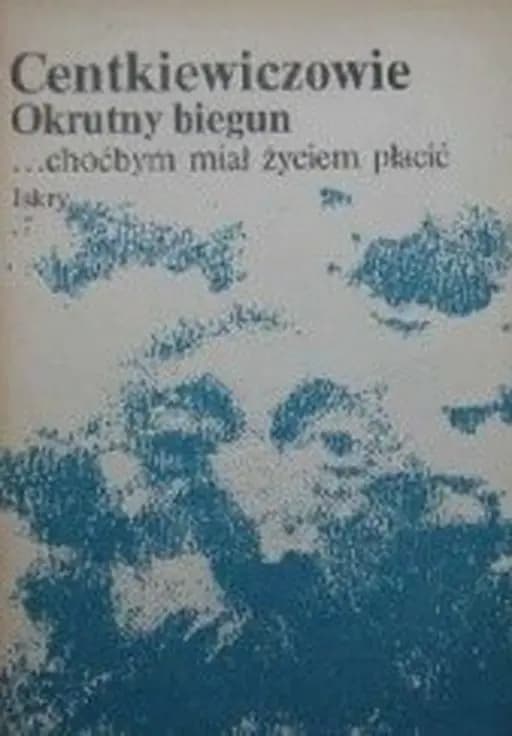 Centkiewiczowie
Okrutny biegun
...choćbym miał życiem płacić
Iskry